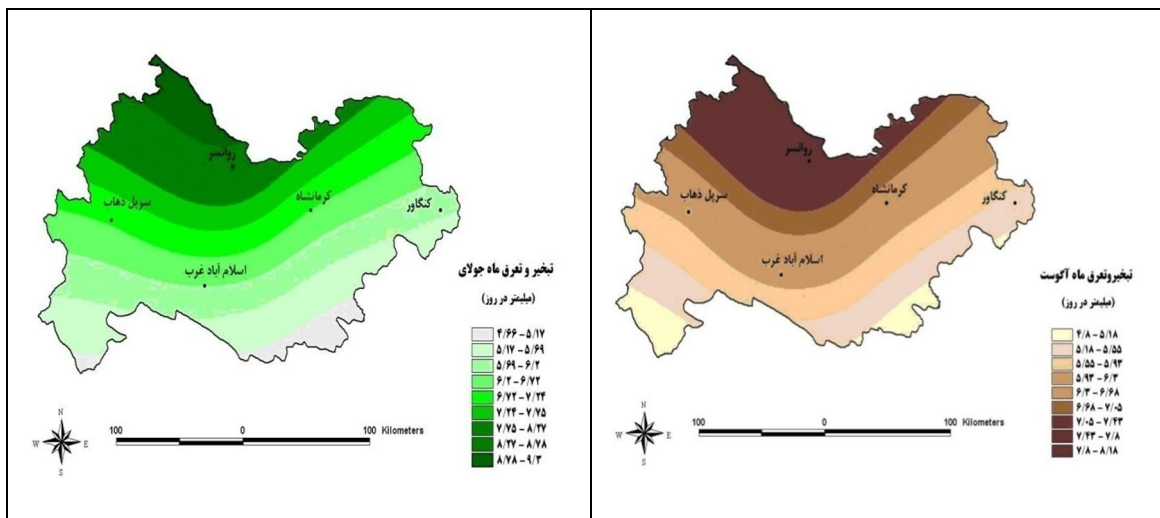 روانسر
سرپل ذهاب
کرمانشاه
کنگاور
اسلام آباد غرب
تبخیر و تعرق ماه جولای
(میلیمتر در روز)
۴/۶۶ – ۵/۱۷
۵/۱۷ – ۵/۶۹
۵/۶۹ – ۶/۲
۶/۲ – ۶/۷۲
۶/۷۲ – ۷/۲۴
۷/۲۴ – ۷/۷۵
۷/۷۵ – ۸/۲۷
۸/۲۷ – ۸/۷۸
۸/۷۸ – ۹/۳
N
W E
S
100 0 100 Kilometers
روانسر
سرپل ذهاب
کرمانشاه
کنگاور
اسلام آباد غرب
تبخیروتعرق ماه آگوست
(میلیمتر در روز)
۴/۸ – ۵/۱۸
۵/۱۸ – ۵/۵۵
۵/۵۵ – ۵/۹۳
۵/۹۳ – ۶/۳
۶/۳ – ۶/۶۸
۶/۶۸ – ۷/۰۵
۷/۰۵ – ۷/۴۳
۷/۴۳ – ۷/۸
۷/۸ – ۸/۱۸
N
W E
S
100 0 100 Kilometers